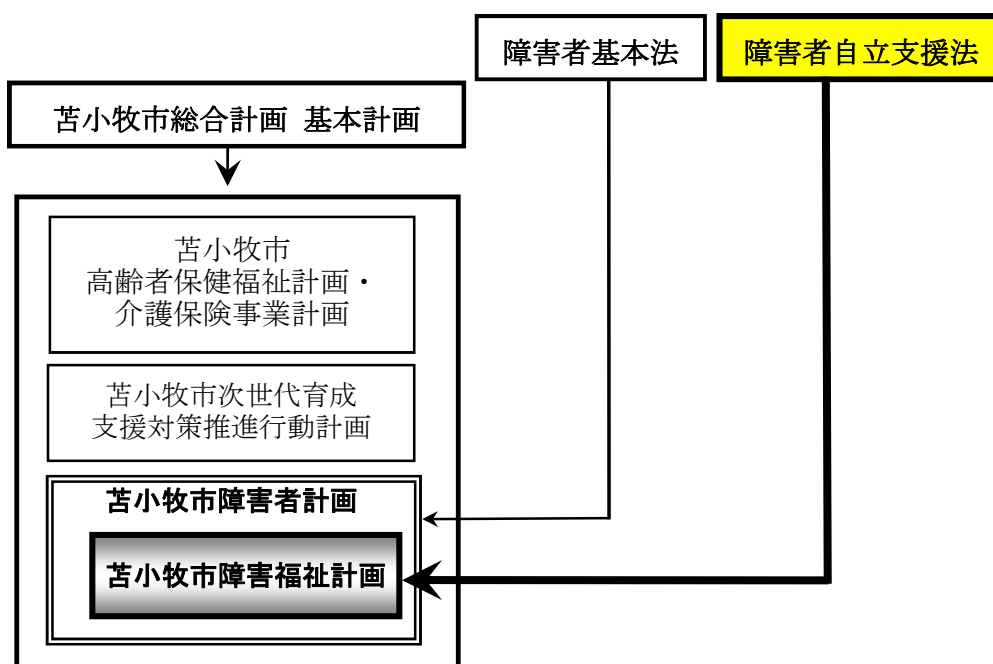 障害者基本法
障害者自立支援法
苫小牧市総合計画 基本計画
苫小牧市
高齢者保健福祉計画・
介護保険事業計画
苫小牧市次世代育成
支援対策推進行動計画
苫小牧市障害者計画
苫小牧市障害福祉計画